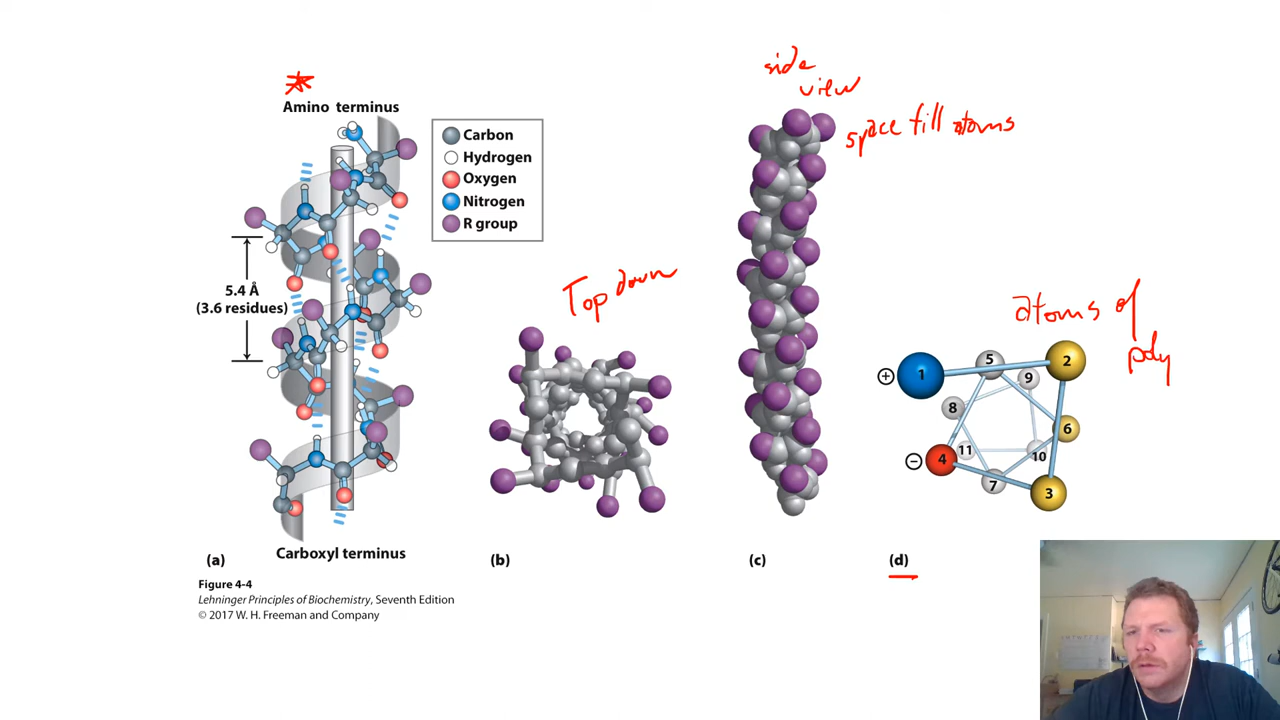 side
view
space fill atoms
Amino terminus
Carbon
Hydrogen
Oxygen
Nitrogen
R group
5.4 Å
(3.6 residues)
Top down
atoms of
poly
1
2
3
4
5
6
7
8
9
10
11
+
−
Carboxyl terminus
(a)
(b)
(c)
(d)
Figure 4-4
Lehninger Principles of Biochemistry, Seventh Edition
© 2017 W. H. Freeman and Company